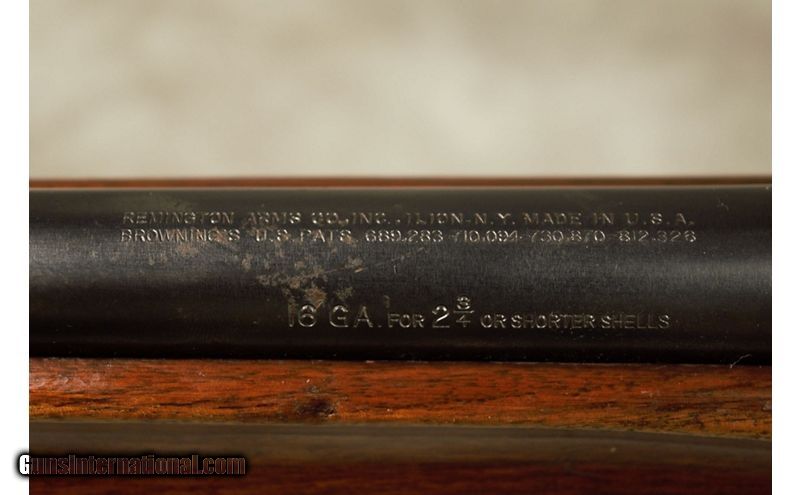 REMINGTON ARMS CO., INC., ILION-N.Y. MADE IN U.S.A.
BROWNING'S U.S. PATS. 689,283-710,094-730,870-812,326
16 GA. FOR 2 3/4 OR SHORTER SHELLS
GunsInternational.com